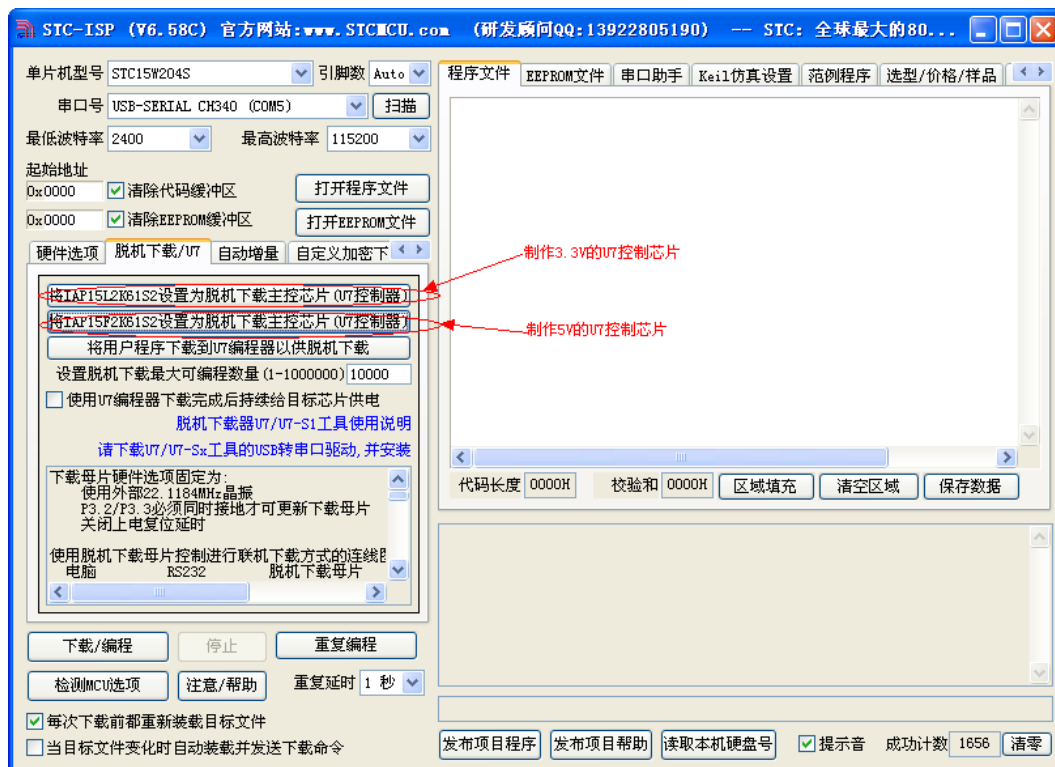 STC-ISP (V6.58C) 官方网站:www.STCMCU.com (研发顾问QQ:13922805190) -- STC: 全球最大的80...
单片机型号 STC15W204S 引脚数 Auto
串口号 USB-SERIAL CH340 (COM5) 扫描
最低波特率 2400 最高波特率 115200
起始地址
0x0000 清除代码缓冲区 打开程序文件
0x0000 清除EEPROM缓冲区 打开EEPROM文件
硬件选项 脱机下载/U7 自动增量 自定义加密下
将IAP15L2K61S2设置为脱机下载主控芯片(U7控制器)
将IAP15F2K61S2设置为脱机下载主控芯片(U7控制器)
将用户程序下载到U7编程器以供脱机下载
设置脱机下载最大可编程数量(1-1000000) 10000
使用U7编程器下载完成后持续给目标芯片供电
脱机下载器U7/U7-S1工具使用说明
请下载U7/U7-Sx工具的USB转串口驱动,并安装
下载母片硬件选项固定为:
使用外部22.1184MHz晶振
P3.2/P3.3必须同时接地才可更新下载母片
关闭上电复位延时
使用脱机下载母片控制进行联机下载方式的连线
电脑 RS232 脱机下载母片
下载/编程 停止 重复编程
检测MCU选项 注意/帮助 重复延时 1 秒
每次下载前都重新装载目标文件
当目标文件变化时自动装载并发送下载命令
程序文件 EEPROM文件 串口助手 Keil仿真设置 范例程序 选型/价格/样品
制作3.3V的U7控制芯片
制作5V的U7控制芯片
代码长度 0000H 校验和 0000H 区域填充 清空区域 保存数据
发布项目程序 发布项目帮助 读取本机硬盘号 提示音 成功计数 1656 清零